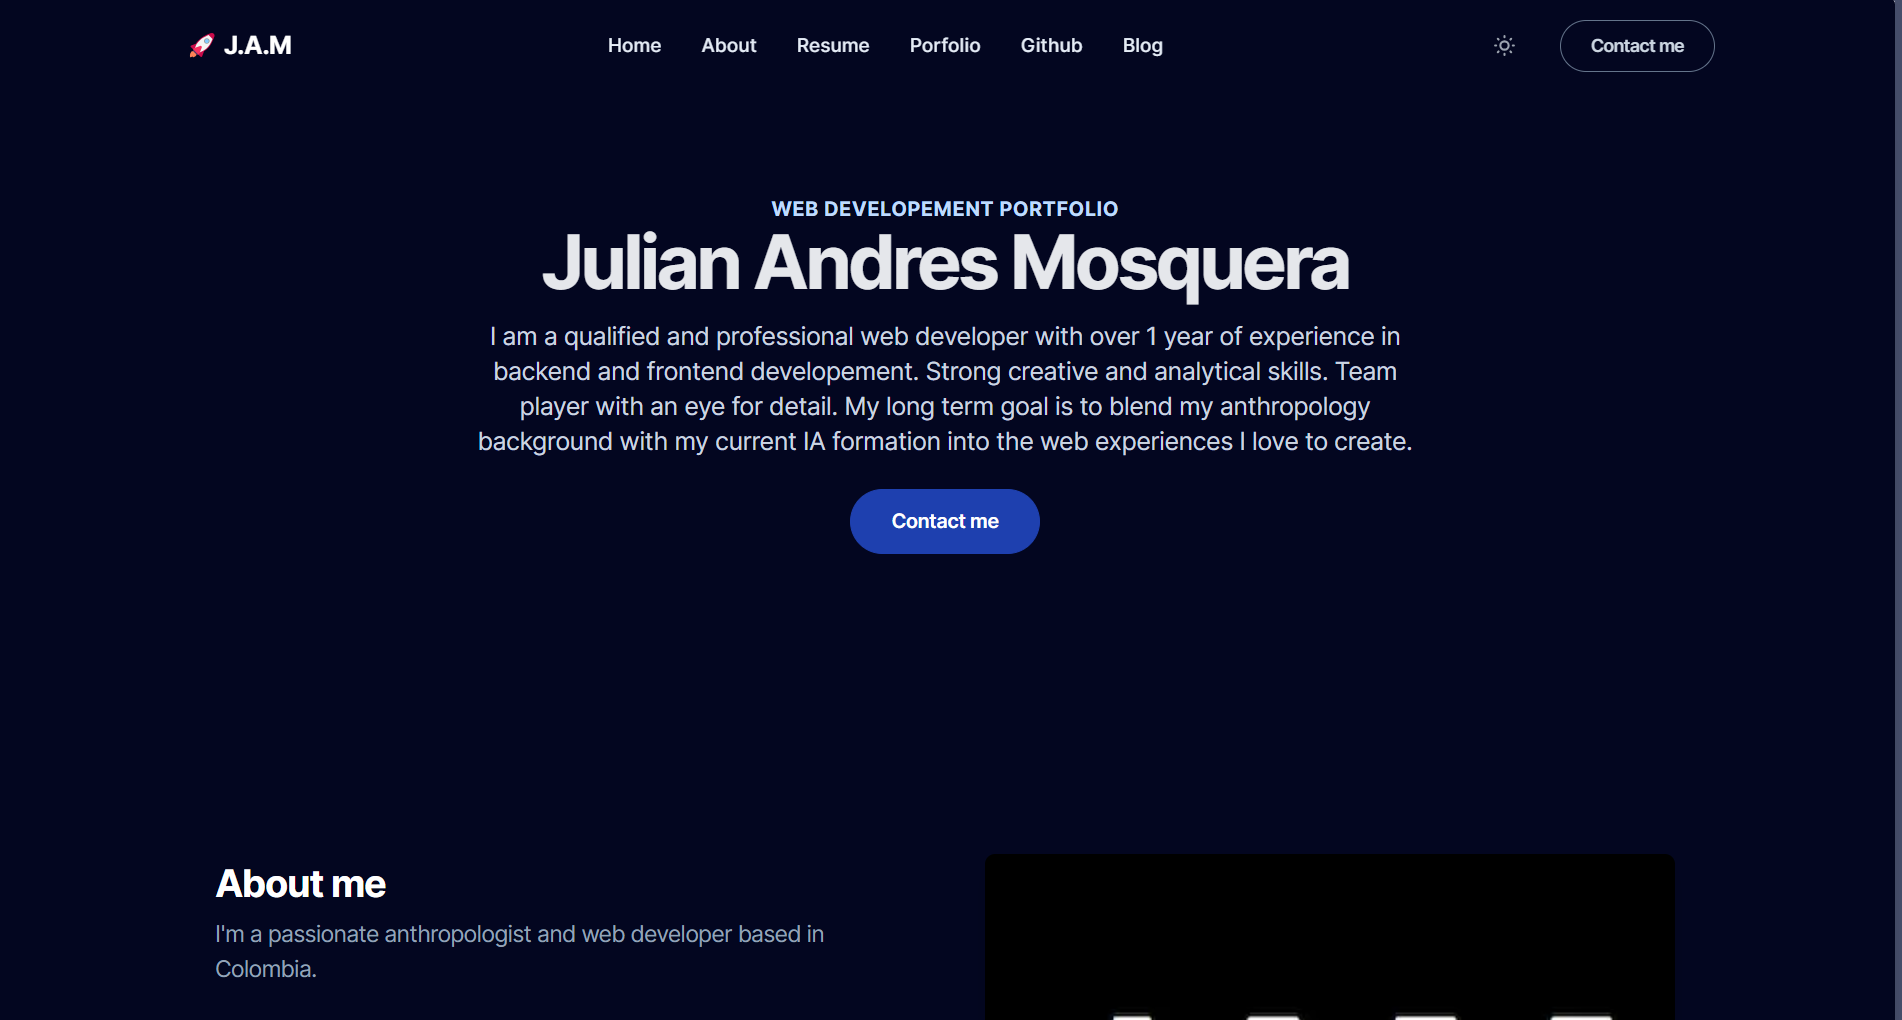 J.A.M
Home About Resume Porfolio Github Blog
Contact me
WEB DEVELOPEMENT PORTFOLIO
Julian Andres Mosquera
I am a qualified and professional web developer with over 1 year of experience in
backend and frontend developement. Strong creative and analytical skills. Team
player with an eye for detail. My long term goal is to blend my anthropology
background with my current IA formation into the web experiences I love to create.
Contact me
About me
I'm a passionate anthropologist and web developer based in
Colombia.